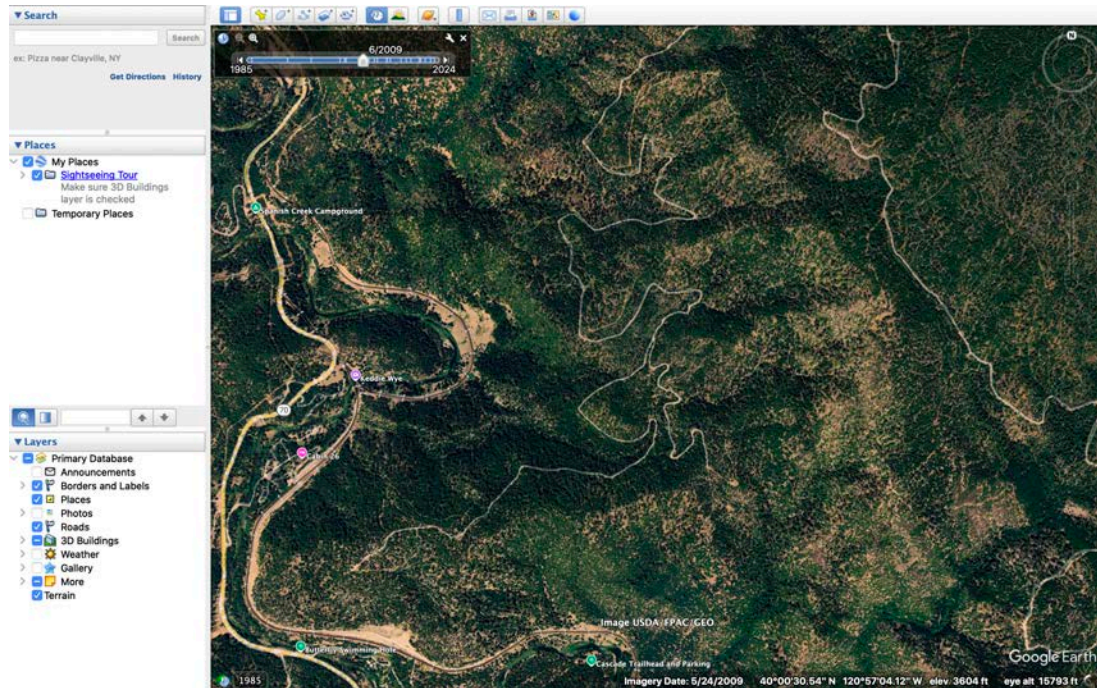 Search
Search
ex: Pizza near Clayville, NY
Get Directions History
Places
My Places
Sightseeing Tour
Make sure 3D Buildings
layer is checked
Temporary Places
Layers
Primary Database
Announcements
Borders and Labels
Places
Photos
Roads
3D Buildings
Weather
Gallery
More
Terrain
6/2009
1985
2024
N
Spanish Creek Campground
Keddie Wye
70
Butterfly Swimming Hole
Cascade Trailhead and Parking
Image USDA/FPAC/GEO
Google Earth
1985
Imagery Date: 5/24/2009 40°00'30.54" N 120°57'04.12" W elev 3604 ft eye alt 15793 ft